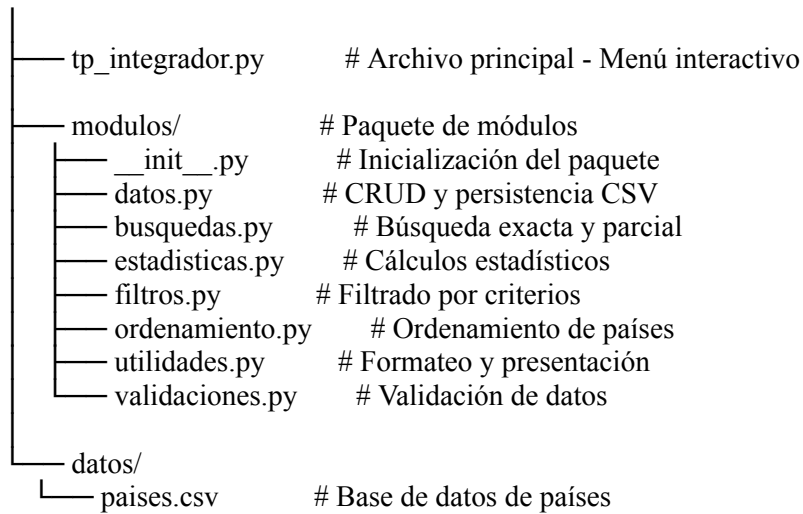 tp_integrador.py # Archivo principal - Menú interactivo
modulos/ # Paquete de módulos
__init__.py # Inicialización del paquete
datos.py # CRUD y persistencia CSV
busquedas.py # Búsqueda exacta y parcial
estadisticas.py # Cálculos estadísticos
filtros.py # Filtrado por criterios
ordenamiento.py # Ordenamiento de países
utilidades.py # Formateo y presentación
validaciones.py # Validación de datos
datos/
paises.csv # Base de datos de países